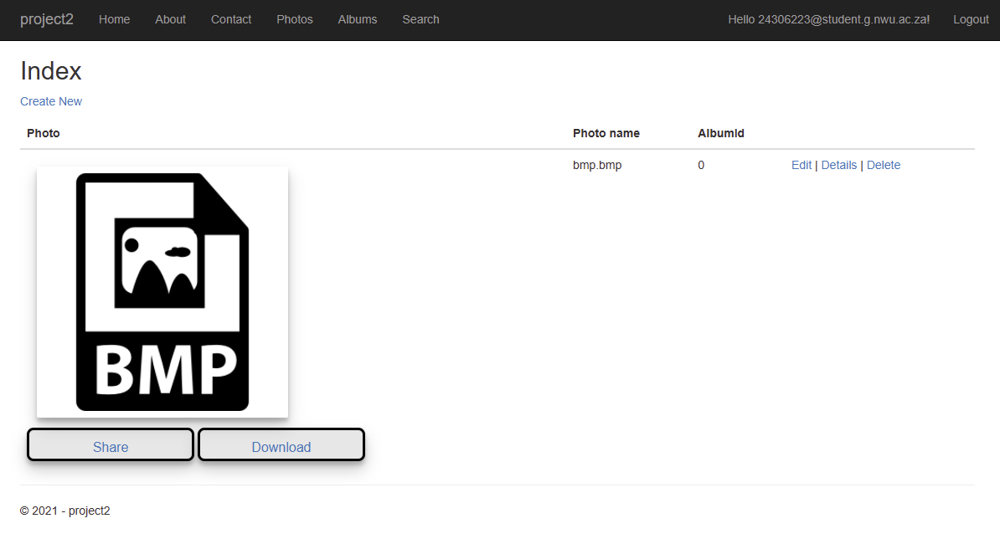 project2 Home About Contact Photos Albums Search Hello 24306223@student.g.nwu.ac.za! Logout
Index
Create New
Photo Photo name AlbumId
bmp.bmp 0 Edit | Details | Delete
BMP
Share Download
© 2021 - project2